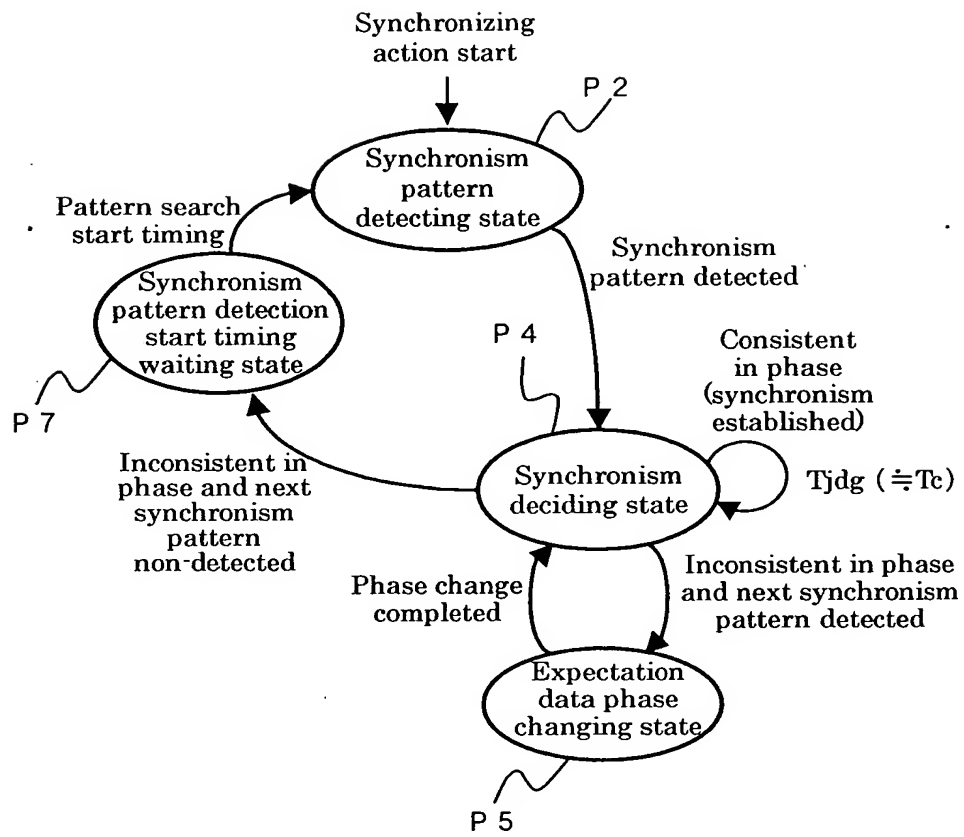 Synchronizing
action start
P 2
Synchronism
pattern
detecting state
Pattern search
start timing
Synchronism
pattern detected
Synchronism
pattern detection
start timing
waiting state
P 7
P 4
Consistent
in phase
(synchronism
established)
Tjdg (≒Tc)
Synchronism
deciding state
Inconsistent in
phase and next
synchronism
pattern
non-detected
Phase change
completed
Inconsistent in phase
and next synchronism
pattern detected
Expectation
data phase
changing state
P 5